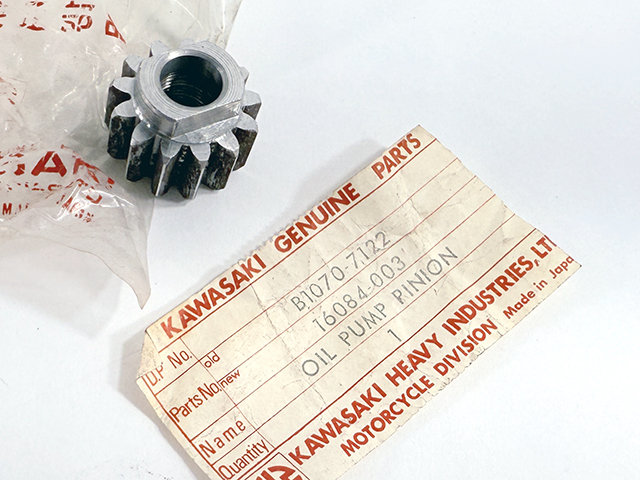 KAWASAKI GENUINE PARTS
D.P No.
B1070-7122
Parts No. old
16084-003
new
Name
OIL PUMP PINION
Quantity
1
KAWASAKI HEAVY INDUSTRIES, LT
MOTORCYCLE DIVISION Made in Japa